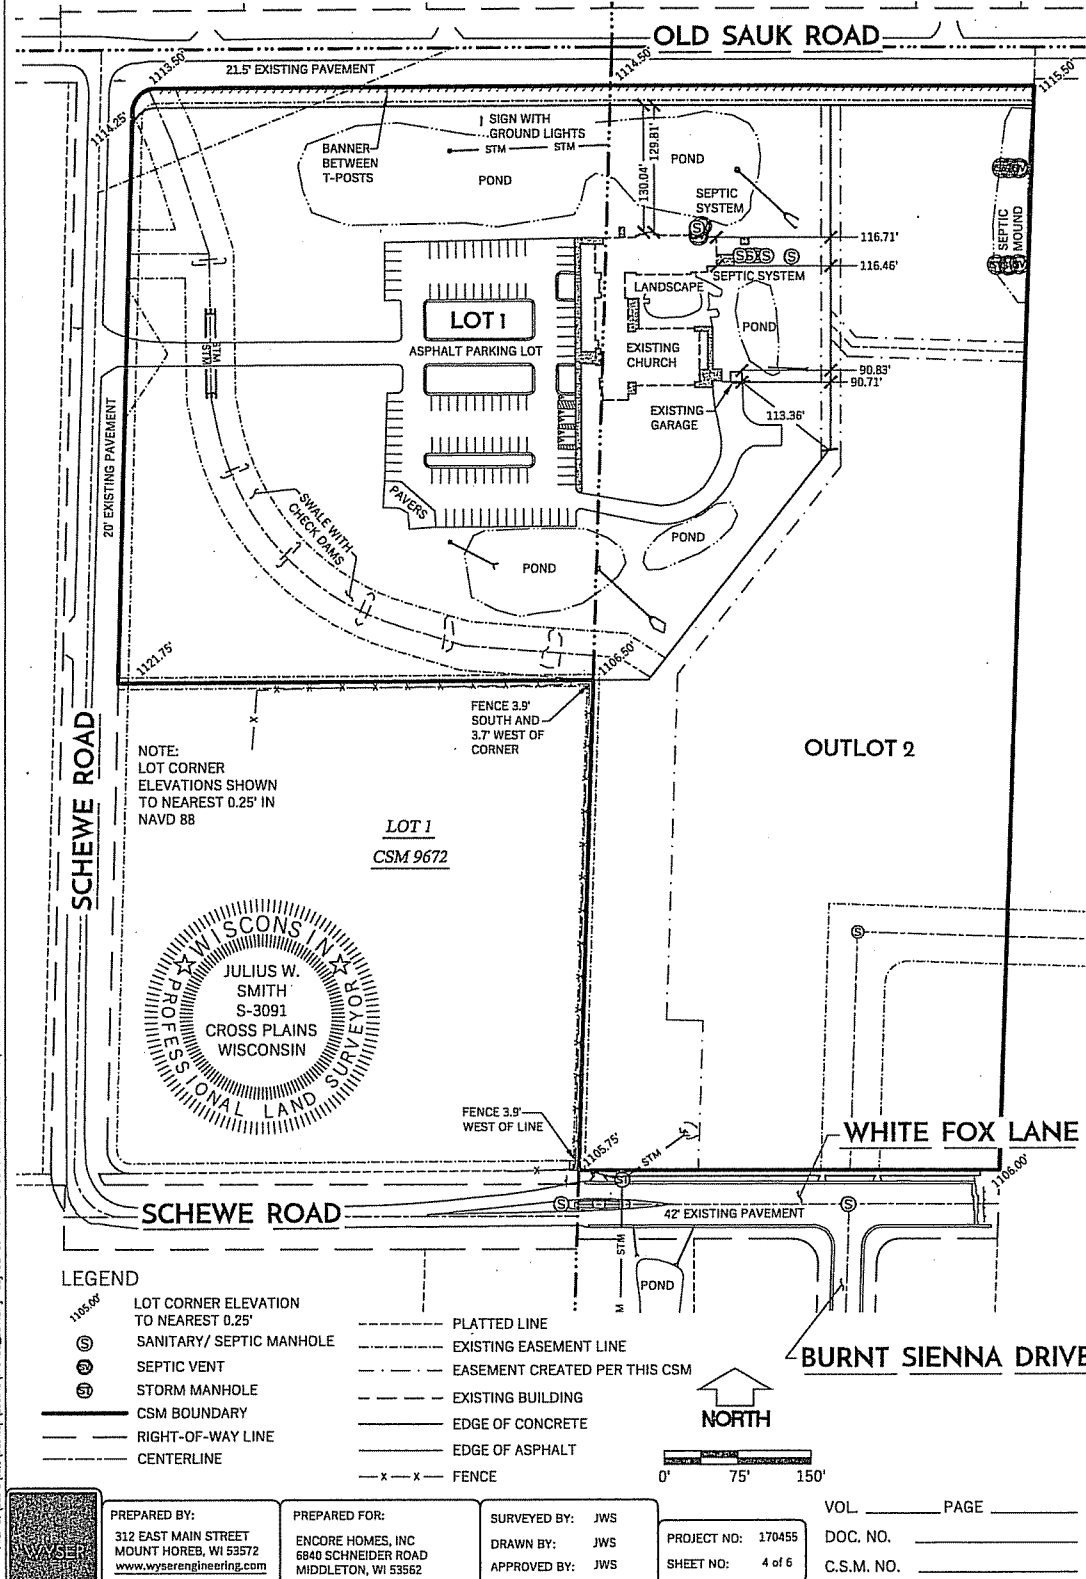 OLD SAUK ROAD
1113.50'
21.5' EXISTING PAVEMENT
1114.50'
1115.50'
1114.25'
BANNER
BETWEEN
T-POSTS
SIGN WITH
GROUND LIGHTS
STM STM
POND
130.04'
129.81'
POND
SEPTIC
SYSTEM
S
SEPTIC
MOUND
116.71'
116.46'
S
SEPTIC SYSTEM
LANDSCAPE
LOT 1
ASPHALT PARKING LOT
EXISTING
CHURCH
POND
STM
STM
90.83'
90.71'
EXISTING
GARAGE
113.36'
20' EXISTING PAVEMENT
PAVERS
SWALE WITH
CHECK DAMS
POND
POND
1121.75'
1106.50'
FENCE 3.9'
SOUTH AND
3.7' WEST OF
CORNER
x
NOTE:
LOT CORNER
ELEVATIONS SHOWN
TO NEAREST 0.25' IN
NAVD 88
OUTLOT 2
SCHEWE ROAD
LOT 1
CSM 9672
WISCONSIN
JULIUS W.
SMITH
S-3091
CROSS PLAINS
WISCONSIN
PROFESSIONAL LAND SURVEYOR
S
FENCE 3.9'
WEST OF LINE
1105.75'
STM
WHITE FOX LANE
1106.00'
x
ST
SCHEWE ROAD
S
42' EXISTING PAVEMENT
S
STM
POND
M
BURNT SIENNA DRIVE
LEGEND
1105.00'
LOT CORNER ELEVATION
TO NEAREST 0.25'
S SANITARY/ SEPTIC MANHOLE
SV SEPTIC VENT
ST STORM MANHOLE
CSM BOUNDARY
RIGHT-OF-WAY LINE
CENTERLINE
PLATTED LINE
EXISTING EASEMENT LINE
EASEMENT CREATED PER THIS CSM
EXISTING BUILDING
EDGE OF CONCRETE
EDGE OF ASPHALT
x x FENCE
NORTH
0' 75' 150'
WYSER
PREPARED BY:
312 EAST MAIN STREET
MOUNT HOREB, WI 53572
www.wyserengineering.com
PREPARED FOR:
ENCORE HOMES, INC
6840 SCHNEIDER ROAD
MIDDLETON, WI 53562
SURVEYED BY: JWS
DRAWN BY: JWS
APPROVED BY: JWS
PROJECT NO: 170455
SHEET NO: 4 of 6
VOL. PAGE
DOC. NO.
C.S.M. NO.